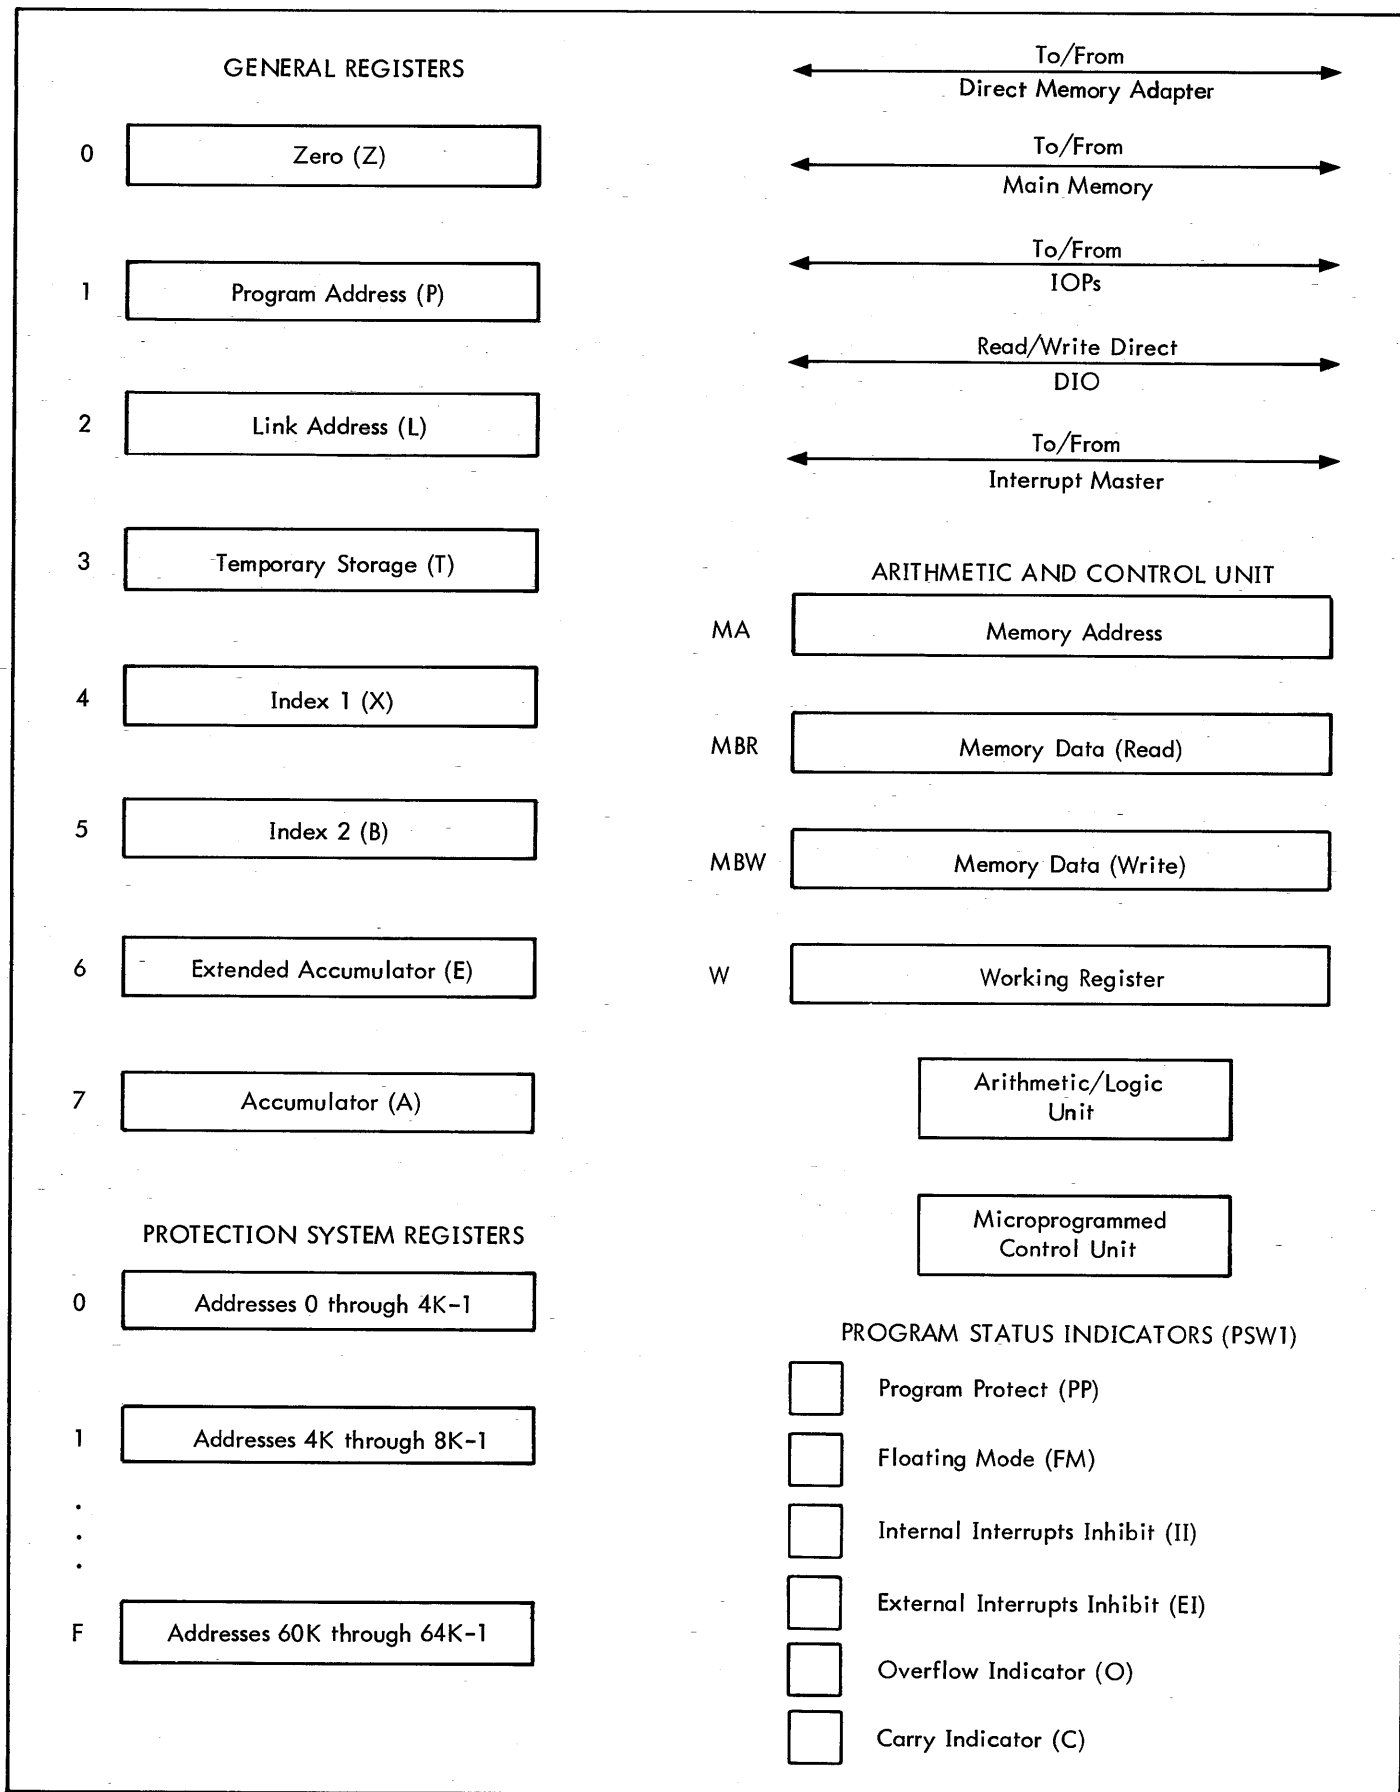 GENERAL REGISTERS
0 Zero (Z)
1 Program Address (P)
2 Link Address (L)
3 Temporary Storage (T)
4 Index 1 (X)
5 Index 2 (B)
6 Extended Accumulator (E)
7 Accumulator (A)
PROTECTION SYSTEM REGISTERS
0 Addresses 0 through 4K-1
1 Addresses 4K through 8K-1
.
.
.
F Addresses 60K through 64K-1
To/From
Direct Memory Adapter
To/From
Main Memory
To/From
IOPs
Read/Write Direct
DIO
To/From
Interrupt Master
ARITHMETIC AND CONTROL UNIT
MA Memory Address
MBR Memory Data (Read)
MBW Memory Data (Write)
W Working Register
Arithmetic/Logic
Unit
Microprogrammed
Control Unit
PROGRAM STATUS INDICATORS (PSW1)
Program Protect (PP)
Floating Mode (FM)
Internal Interrupts Inhibit (II)
External Interrupts Inhibit (EI)
Overflow Indicator (O)
Carry Indicator (C)